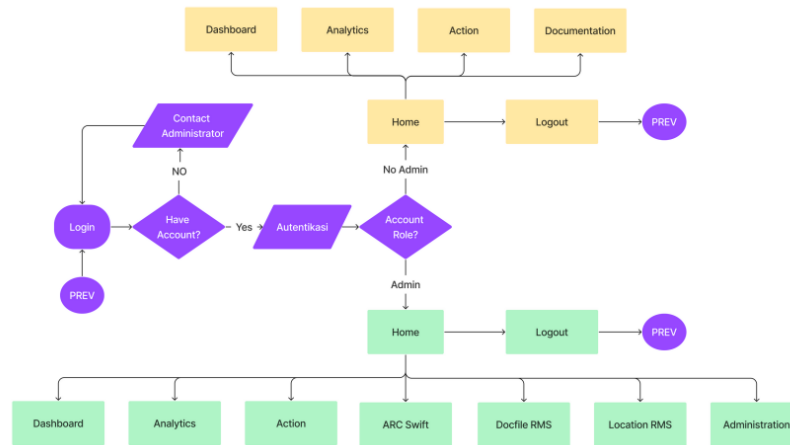 Dashboard
Analytics
Action
Documentation
Contact
Administrator
Home
Logout
PREV
NO
No Admin
Login
Have
Account?
Yes
Autentikasi
Account
Role?
PREV
Admin
Home
Logout
PREV
Dashboard
Analytics
Action
ARC Swift
Docfile RMS
Location RMS
Administration